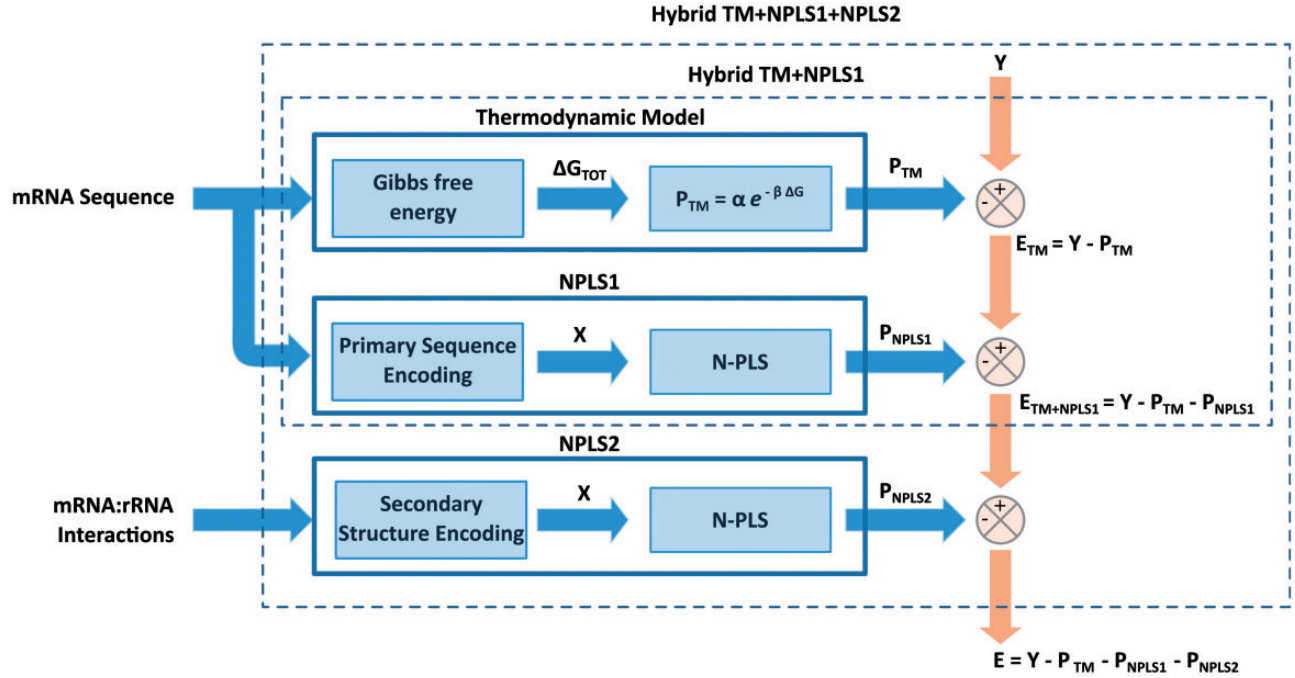 Hybrid TM+NPLS1+NPLS2
Hybrid TM+NPLS1
Y
Thermodynamic Model
mRNA Sequence
Gibbs free
energy
ΔG_TOT
P_TM = α e^{- β ΔG}
P_TM
+
-
E_TM = Y - P_TM
NPLS1
Primary Sequence
Encoding
X
N-PLS
P_NPLS1
+
-
E_TM+NPLS1 = Y - P_TM - P_NPLS1
NPLS2
mRNA:rRNA
Interactions
Secondary
Structure Encoding
X
N-PLS
P_NPLS2
+
-
E = Y - P_TM - P_NPLS1 - P_NPLS2